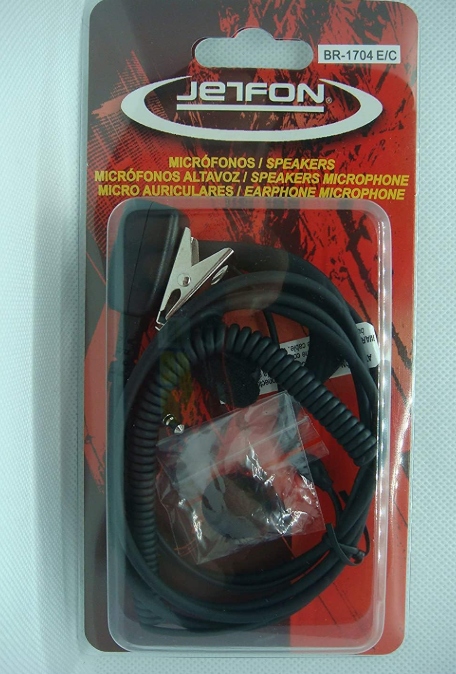 BR-1704 E/C
JETFON®
MICRÓFONOS / SPEAKERS
MICRÓFONOS ALTAVOZ / SPEAKERS MICROPHONE
MICRO AURICULARES / EARPHONE MICROPHONE